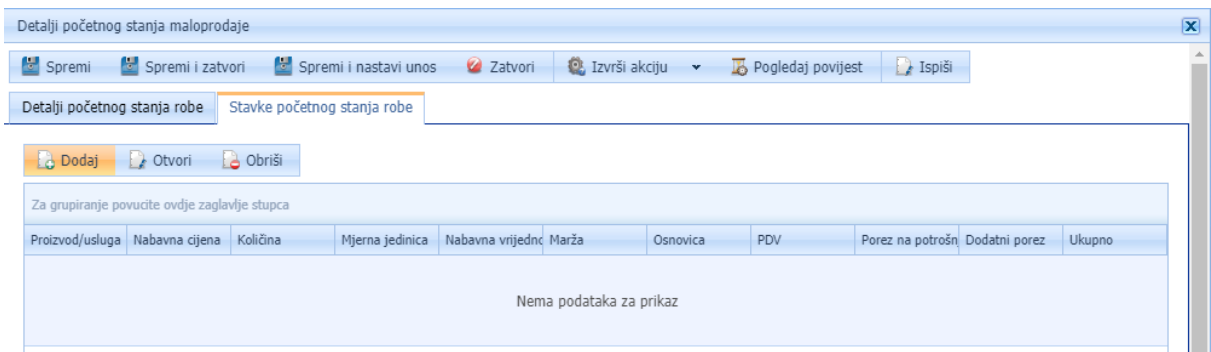 Detalji početnog stanja maloprodaje
Spremi Spremi i zatvori Spremi i nastavi unos Zatvori Izvrši akciju Pogledaj povijest Ispiši
Detalji početnog stanja robe Stavke početnog stanja robe
Dodaj Otvori Obriši
Za grupiranje povucite ovdje zaglavlje stupca
Proizvod/usluga Nabavna cijena Količina Mjerna jedinica Nabavna vrijednc Marža Osnovica PDV Porez na potrošn Dodatni porez Ukupno
Nema podataka za prikaz